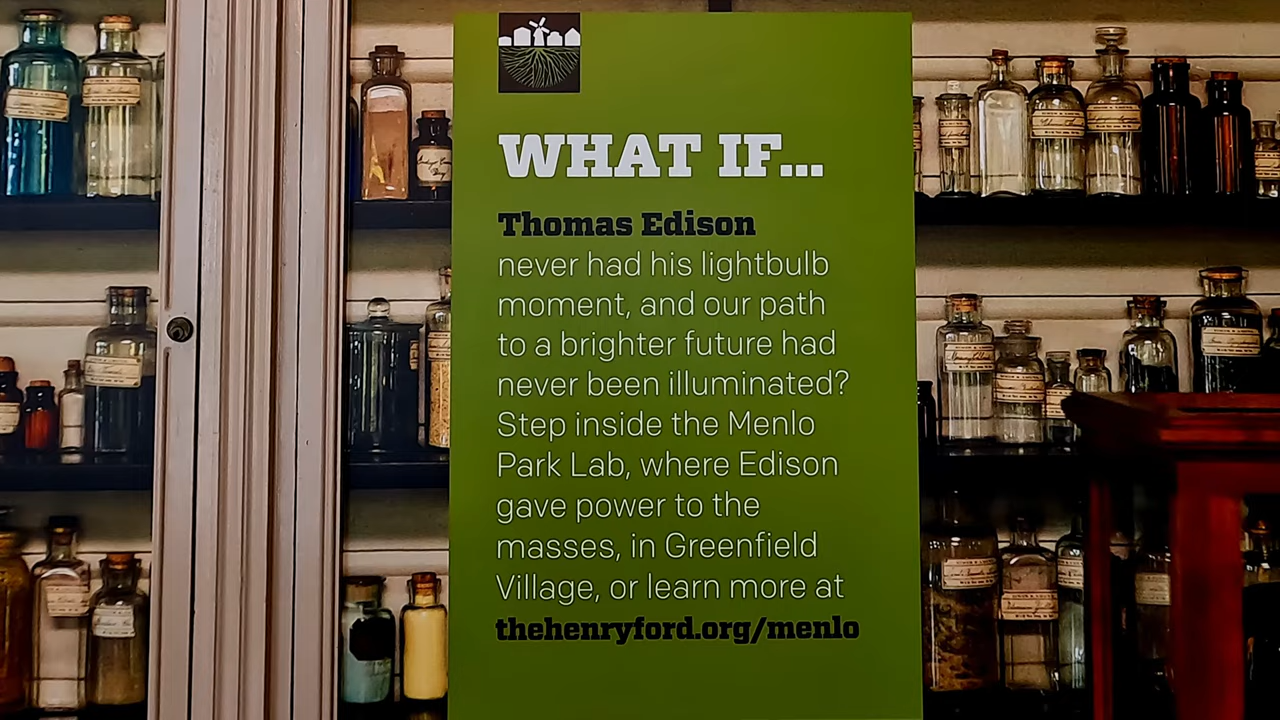 WHAT IF...
Thomas Edison
never had his lightbulb
moment, and our path
to a brighter future had
never been illuminated?
Step inside the Menlo
Park Lab, where Edison
gave power to the
masses, in Greenfield
Village, or learn more at
thehenryford.org/menlo